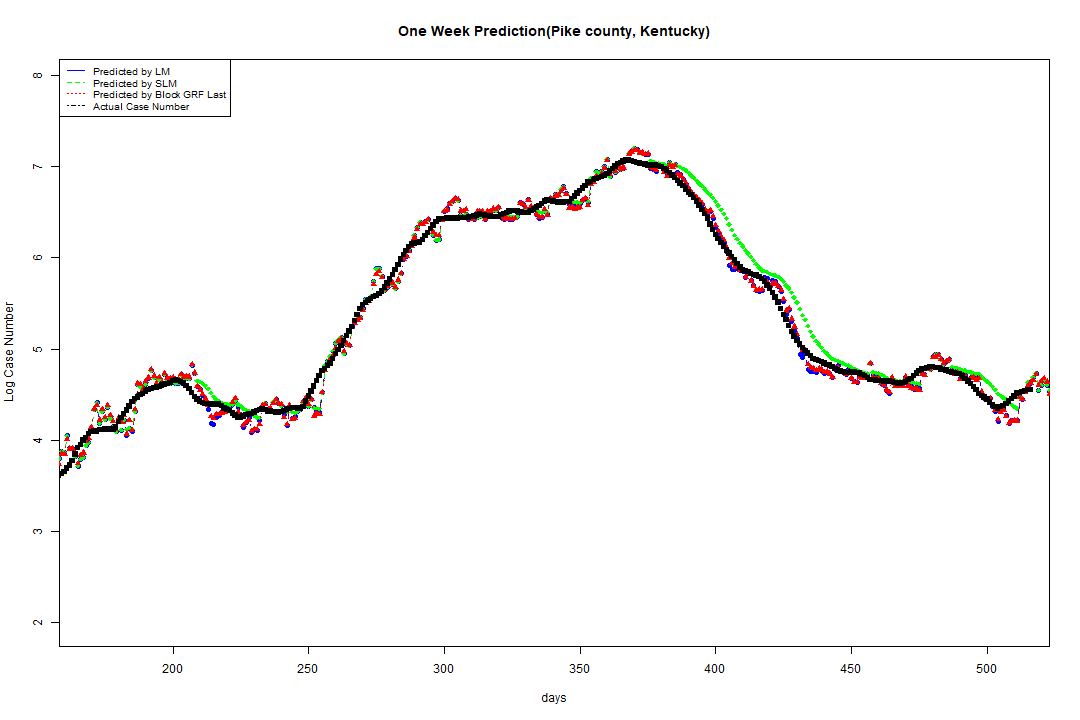 One Week Prediction(Pike county, Kentucky)
Predicted by LM
Predicted by SLM
Predicted by Block GRF Last
Actual Case Number
8
7
6
5
4
3
2
Log Case Number
200 250 300 350 400 450 500
days